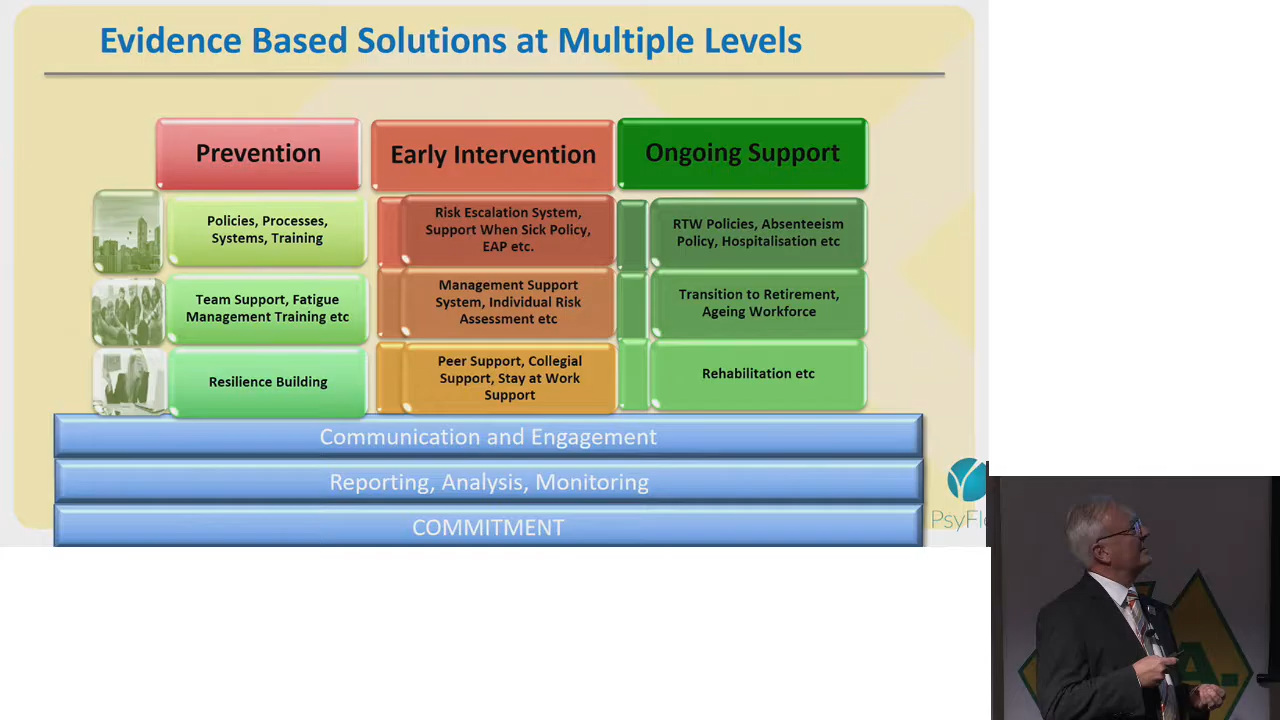 Evidence Based Solutions at Multiple Levels
Prevention
Early Intervention
Ongoing Support
Policies, Processes,
Systems, Training
Risk Escalation System,
Support When Sick Policy,
EAP etc.
RTW Policies, Absenteeism
Policy, Hospitalisation etc
Team Support, Fatigue
Management Training etc
Management Support
System, Individual Risk
Assessment etc
Transition to Retirement,
Ageing Workforce
Resilience Building
Peer Support, Collegial
Support, Stay at Work
Support
Rehabilitation etc
Communication and Engagement
Reporting, Analysis, Monitoring
COMMITMENT
A.